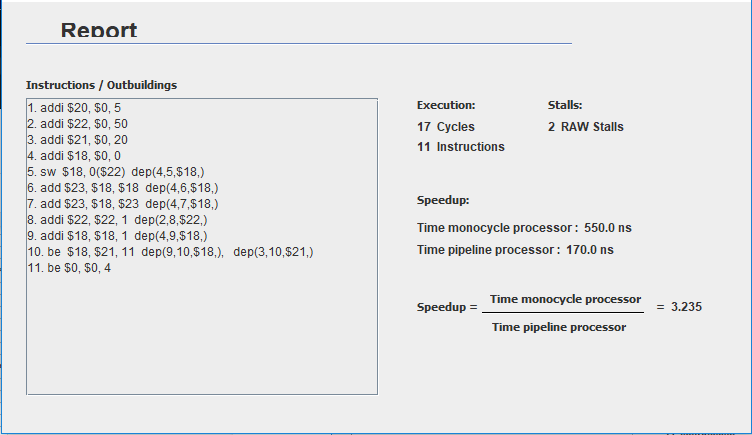 Report
Instructions / Outbuildings
1. addi $20, $0, 5
2. addi $22, $0, 50
3. addi $21, $0, 20
4. addi $18, $0, 0
5. sw $18, 0($22) dep(4,5,$18,)
6. add $23, $18, $18 dep(4,6,$18,)
7. add $23, $18, $23 dep(4,7,$18,)
8. addi $22, $22, 1 dep(2,8,$22,)
9. addi $18, $18, 1 dep(4,9,$18,)
10. be $18, $21, 11 dep(9,10,$18,), dep(3,10,$21,)
11. be $0, $0, 4
Execution:
17 Cycles
11 Instructions
Stalls:
2 RAW Stalls
Speedup:
Time monocycle processor : 550.0 ns
Time pipeline processor : 170.0 ns
Speedup = Time monocycle processor = 3.235
Time pipeline processor